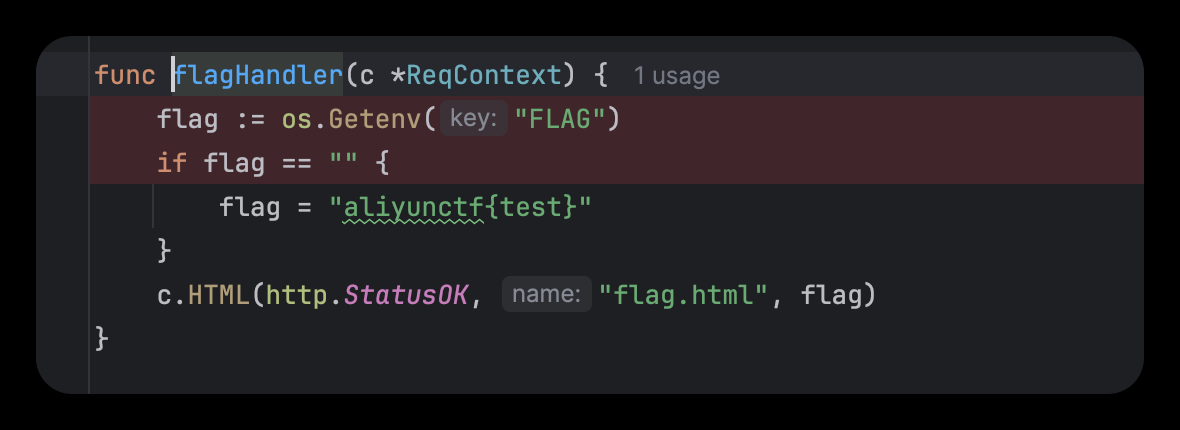 func flagHandler(c *ReqContext) { 1 usage
flag := os.Getenv( key: "FLAG")
if flag == "" {
flag = "aliyunctf{test}"
}
c.HTML(http.StatusOK, name: "flag.html", flag)
}